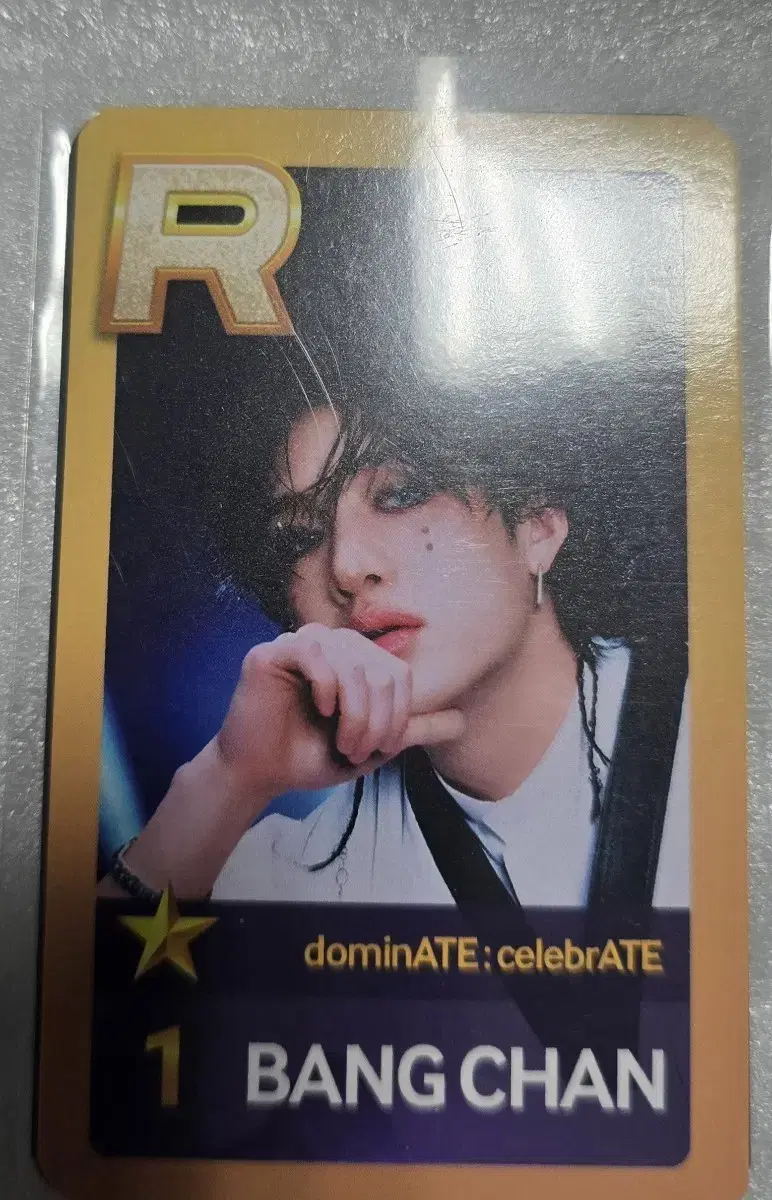 R
dominATE : celebrATE
1 BANG CHAN